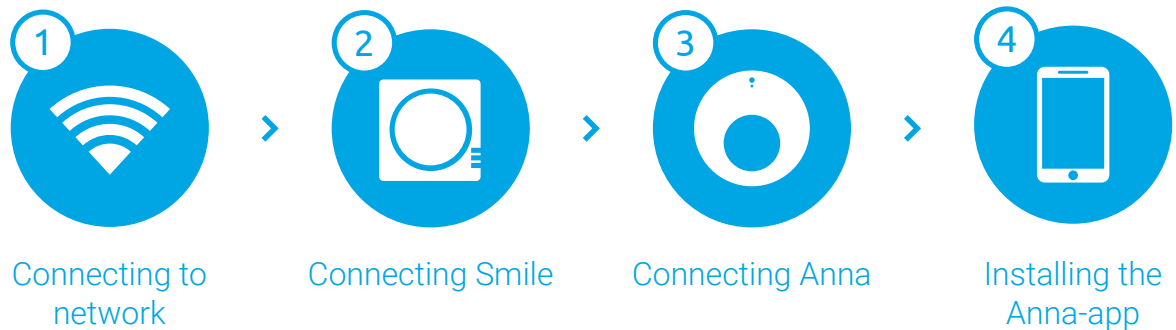 1
2
3
4
Connecting to
network
Connecting Smile
Connecting Anna
Installing the
Anna-app